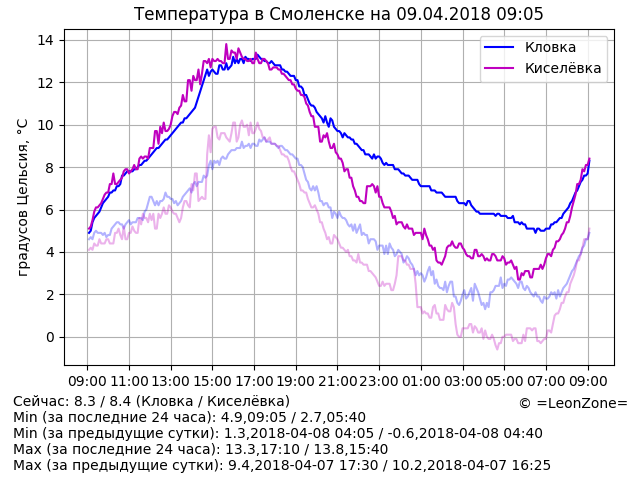 Температура в Смоленске на 09.04.2018 09:05
градусов Цельсия, °C
14
12
10
8
6
4
2
0
Кловка
Киселёвка
09:00 11:00 13:00 15:00 17:00 19:00 21:00 23:00 01:00 03:00 05:00 07:00 09:00
Сейчас: 8.3 / 8.4 (Кловка / Киселёвка)
© =LeonZone=
Min (за последние 24 часа): 4.9,09:05 / 2.7,05:40
Min (за предыдущие сутки): 1.3,2018-04-08 04:05 / -0.6,2018-04-08 04:40
Max (за последние 24 часа): 13.3,17:10 / 13.8,15:40
Max (за предыдущие сутки): 9.4,2018-04-07 17:30 / 10.2,2018-04-07 16:25